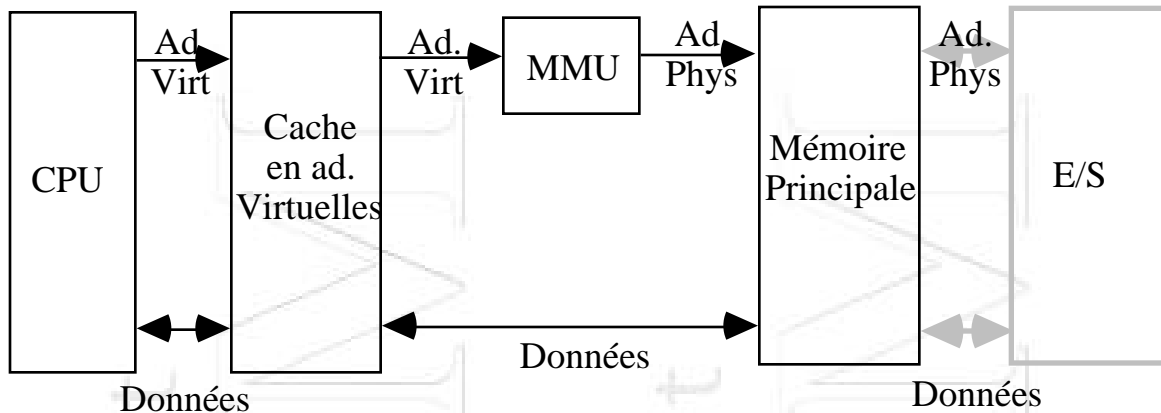 Ad
Virt
Ad.
Virt
MMU
Ad
Phys
Ad.
Phys
CPU
Cache
en ad.
Virtuelles
Mémoire
Principale
E/S
Données
Données
Données